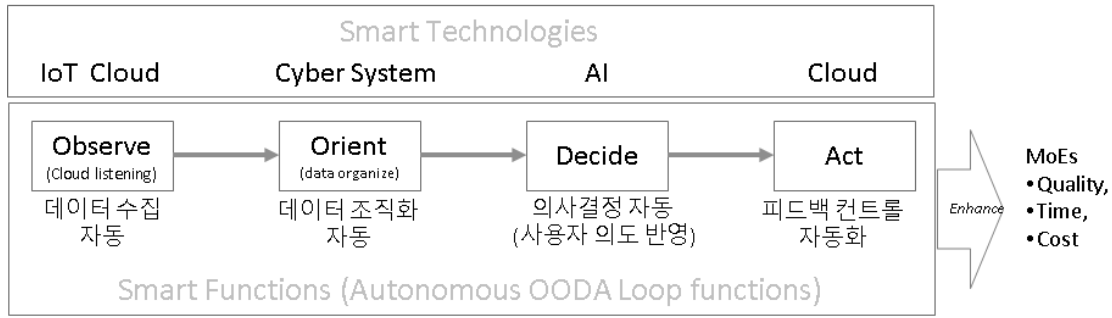 Smart Technologies
IoT Cloud
Cyber System
AI
Cloud
Observe
(Cloud listening)
Orient
(data organize)
Decide
Act
데이터 수집
자동
데이터 조직화
자동
의사결정 자동
(사용자 의도 반영)
피드백 컨트롤
자동화
Enhance
MoEs
•Quality,
•Time,
•Cost
Smart Functions (Autonomous OODA Loop functions)